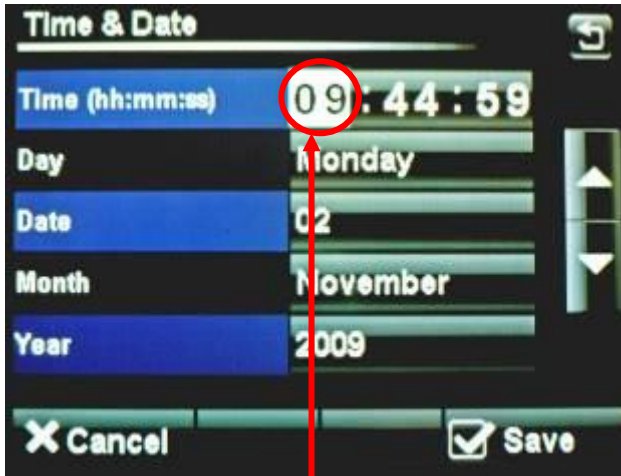 Time & Date
Time (hh:mm:ss) 09:44:59
Day Monday
Date 02
Month November
Year 2009
Cancel Save